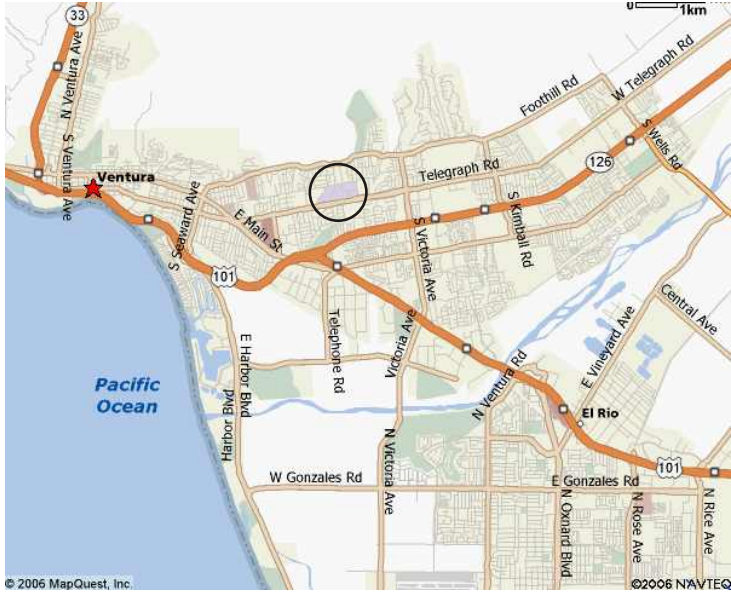 0
1km
33
N Ventura Ave
S Ventura Ave
Foothill Rd
W Telegraph Rd
S Wells Rd
126
Telegraph Rd
Ventura
S Seaward Ave
E Main St
S Kimball Rd
S Victoria Ave
101
Telephone Rd
Victoria Ave
Central Ave
E Vineyard Ave
E Harbor Blvd
Harbor Blvd
N Ventura Rd
Pacific
Ocean
El Rio
N Victoria Ave
W Gonzales Rd
E Gonzales Rd
101
N Oxnard Blvd
N Rose Ave
N Rice Ave
© 2006 MapQuest, Inc.
©2006 NAVTEQ